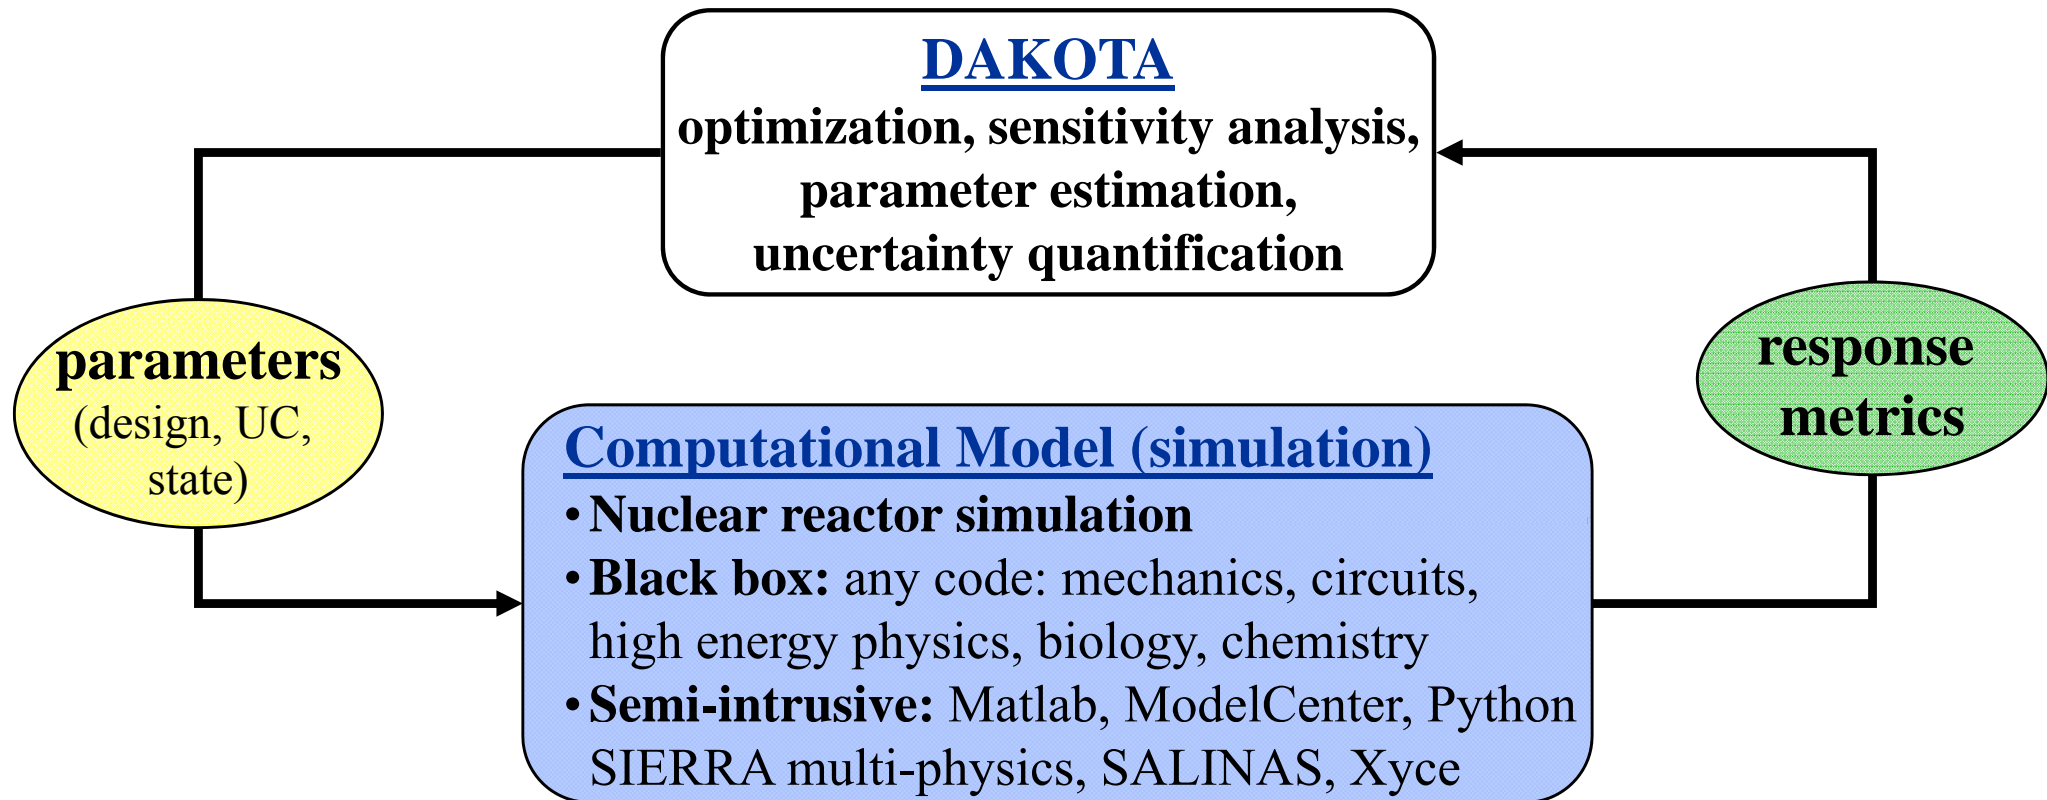 DAKOTA
optimization, sensitivity analysis,
parameter estimation,
uncertainty quantification
parameters
(design, UC,
state)
response
metrics
Computational Model (simulation)
• Nuclear reactor simulation
• Black box: any code: mechanics, circuits,
high energy physics, biology, chemistry
• Semi-intrusive: Matlab, ModelCenter, Python
SIERRA multi-physics, SALINAS, Xyce